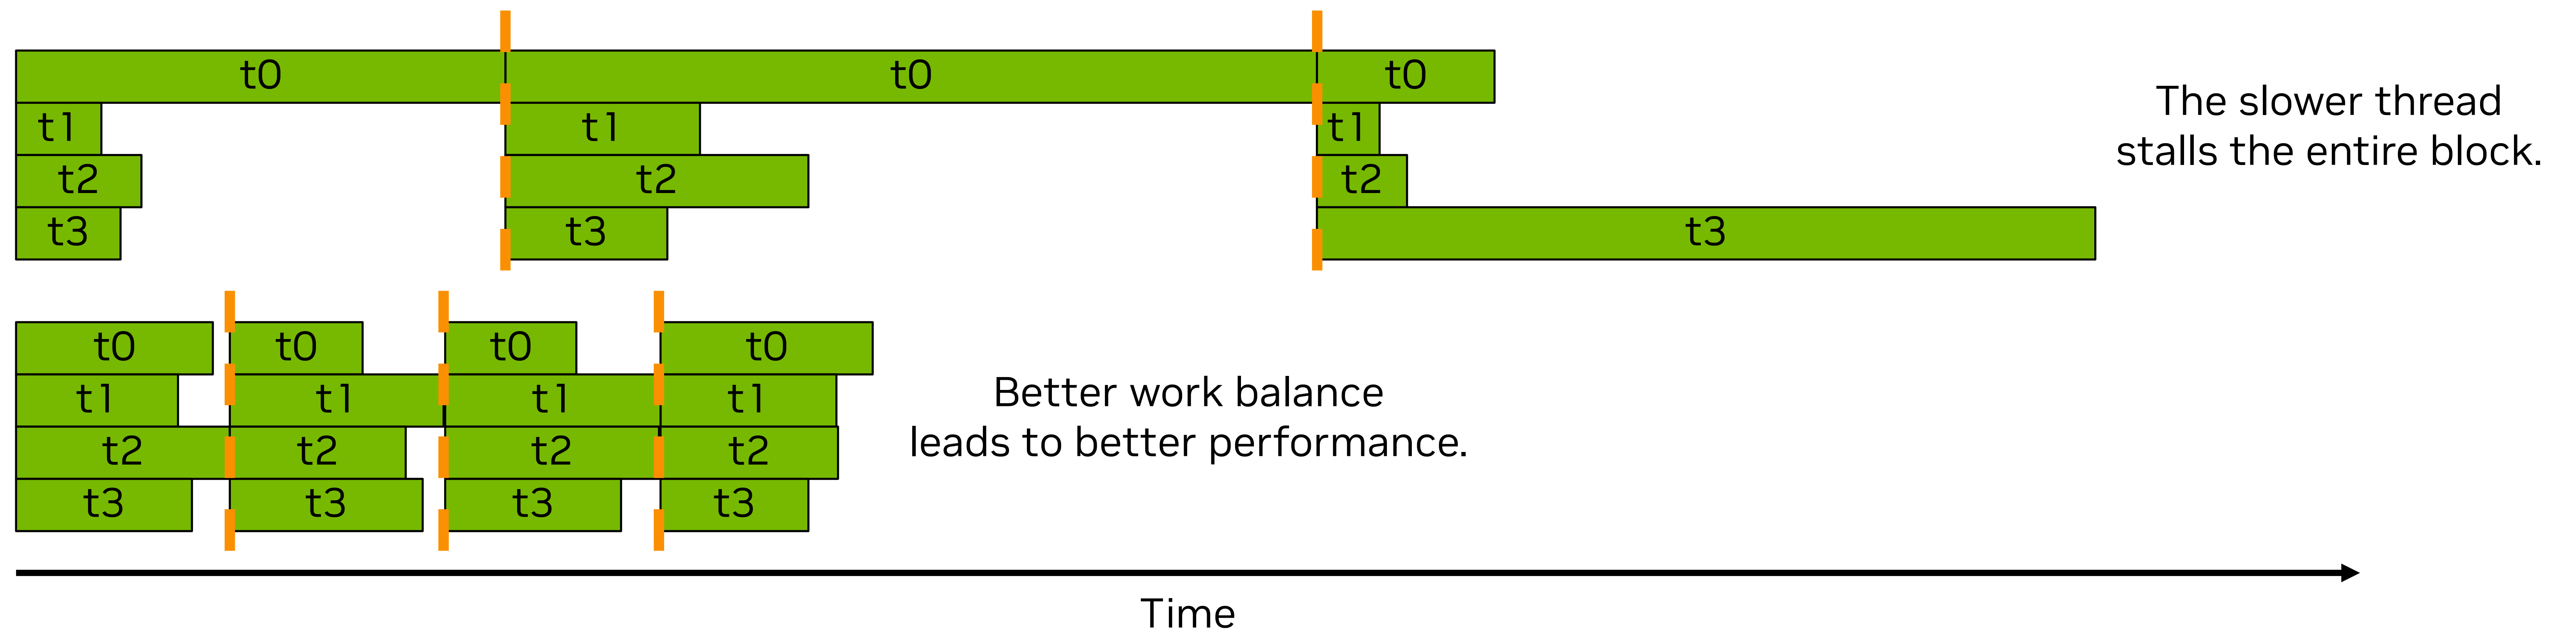 t0 t0 t0
t1 t1 t1
t2 t2 t2
t3 t3 t3
The slower thread
stalls the entire block.
t0 t0 t0 t0
t1 t1 t1 t1
t2 t2 t2 t2
t3 t3 t3 t3
Better work balance
leads to better performance.
Time